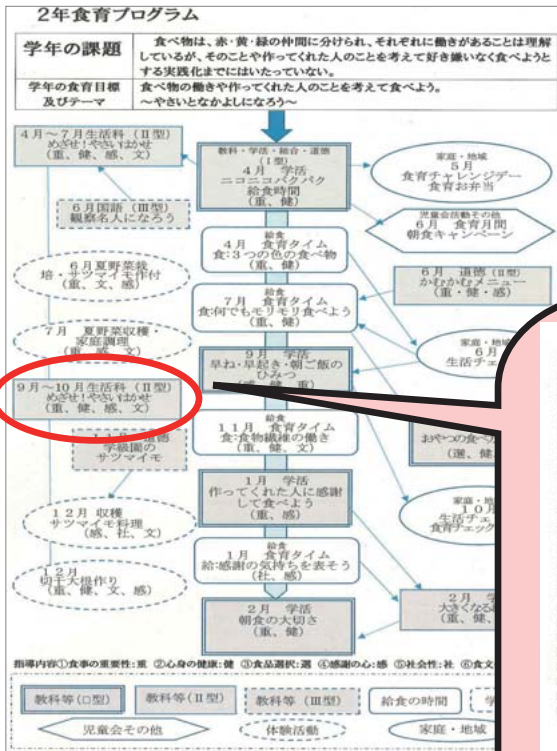 2年食育プログラム
学年の課題
食べ物は、赤・黄・緑の仲間に分けられ、それぞれに働きがあることは理解
しているが、そのことや作ってくれた人のことを考えて好き嫌いなく食べようと
する実践化までにはいたっていない。
学年の食育目標
及びテーマ
食べ物の働きや作ってくれた人のことを考えて食べよう。
～やさいとなかよしになろう～
4月～7月生活科(Ⅱ型)
めざせ!やさいはかせ
(重、健、感、文)
教科・学活・総合・道徳
(Ⅰ型)
4月 学活
ニコニコパクパク
給食時間
(重、健)
家庭・地域
5月
食育チャレンジデー
食育お弁当
6月国語(Ⅲ型)
観察名人になろう
児童会活動その他
6月 食育月間
朝食キャンペーン
給食
4月 食育タイム
食:3つの色の食べ物
(重、健)
6月夏野菜栽
培・サツマイモ作付
(重、文、感)
6月 道徳(Ⅱ型)
かむかむメニュー
(重・健・感)
給食
7月 食育タイム
食:何でもモリモリ食べよう
(重、健)
7月 夏野菜収穫・
家庭調理
(重、感、文)
家庭・地域
6月
生活チェ
9月 学活
早ね・早起き・朝ご飯の
ひみつ
(感、健、重)
9月～10月生活科(Ⅱ型)
めざせ!やさいはかせ
(重、健、感、文)
給食
11月 食育タイム
食:食物繊維の働き
(重、健、文)
おやつの食べ
(選、健
道徳
学級園の
サツマイモ
1月 学活
作ってくれた人に感謝
して食べよう
(重、感)
12月 収穫
サツマイモ料理
(感、社、文)
家庭・地
10月
生活チェ
食育チェック
給食
1月 食育タイム
給:感謝の気持ちを表そう
(社、感)
12月
切干大根作り
(重、健、文、感)
2月 学活
朝食の大切さ
(重、健)
2月 学
大きくなる
(重、健、
指導内容①食事の重要性:重 ②心身の健康:健 ③食品選択:選 ④感謝の心:感 ⑤社会性:社 ⑥食文
教科等(□型)
教科等(Ⅱ型)
教科等(Ⅲ型)
給食の時間
学
児童会その他
体験活動
家庭・地域